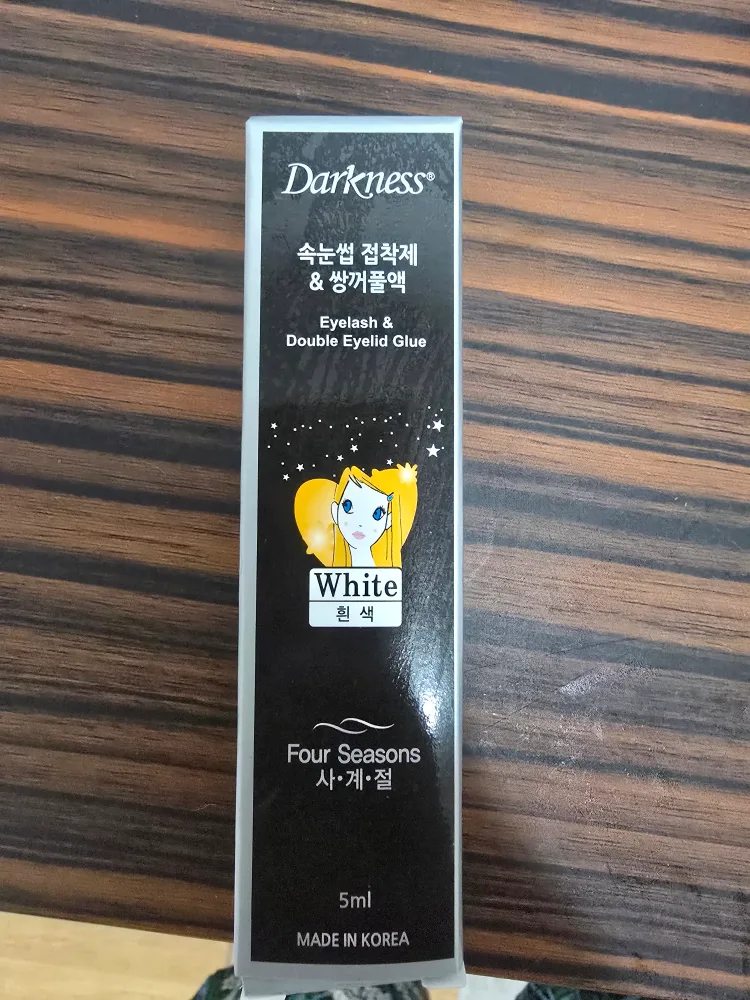 Darkness®
속눈썹 접착제
& 쌍꺼풀액
Eyelash &
Double Eyelid Glue
White
흰 색
Four Seasons
사•계•절
5ml
MADE IN KOREA